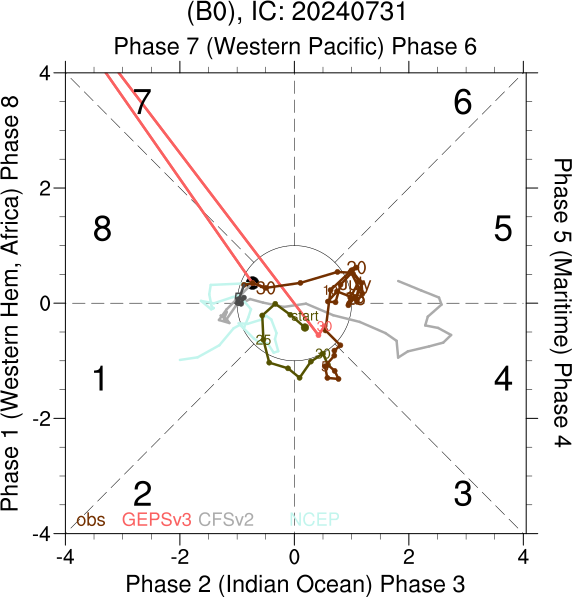 (B0), IC: 20240731
Phase 7 (Western Pacific) Phase 6
4
7
6
Phase 1 (Western Hem, Africa) Phase 8
Phase 5 (Maritime) Phase 4
2
8
5
20
30
start
0
30
25
20
1
4
-2
2
3
obs GEPSv3 CFSv2 NCEP
-4
-4 -2 0 2 4
Phase 2 (Indian Ocean) Phase 3